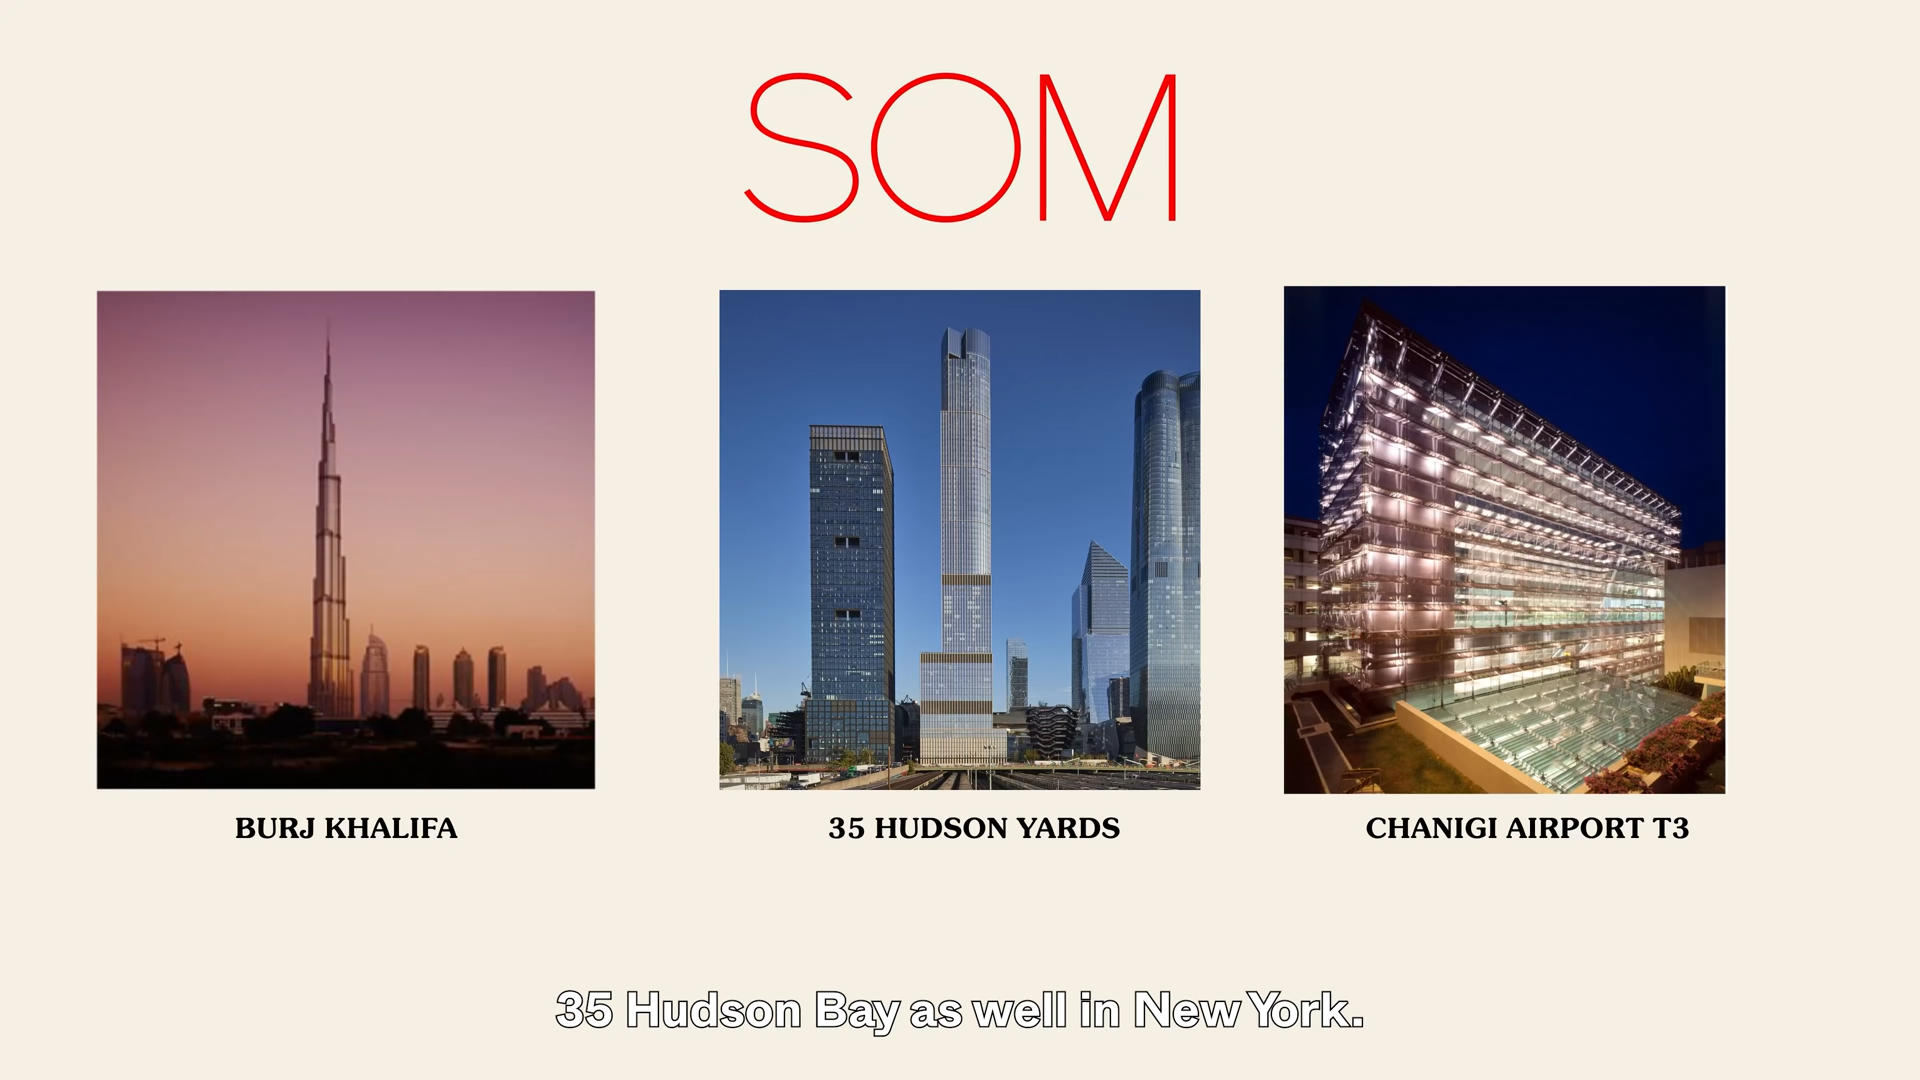 SOM
BURJ KHALIFA
35 HUDSON YARDS
CHANIGI AIRPORT T3
35 Hudson Bay as well in New York.